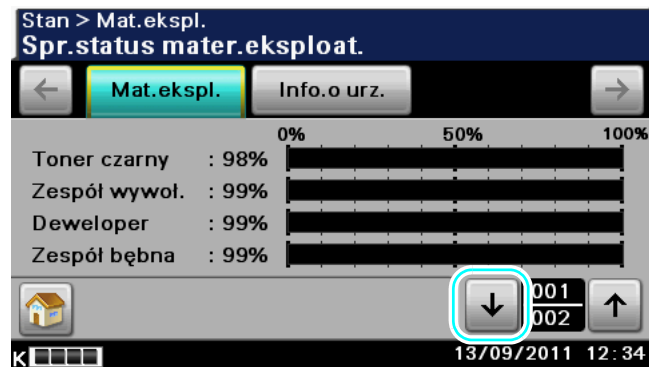 Stan > Mat.ekspl.
Spr.status mater.eksploat.
Mat.ekspl. Info.o urz.
0% 50% 100%
Toner czarny : 98%
Zespół wywoł. : 99%
Deweloper : 99%
Zespół bębna : 99%
001
002
K 13/09/2011 12:34